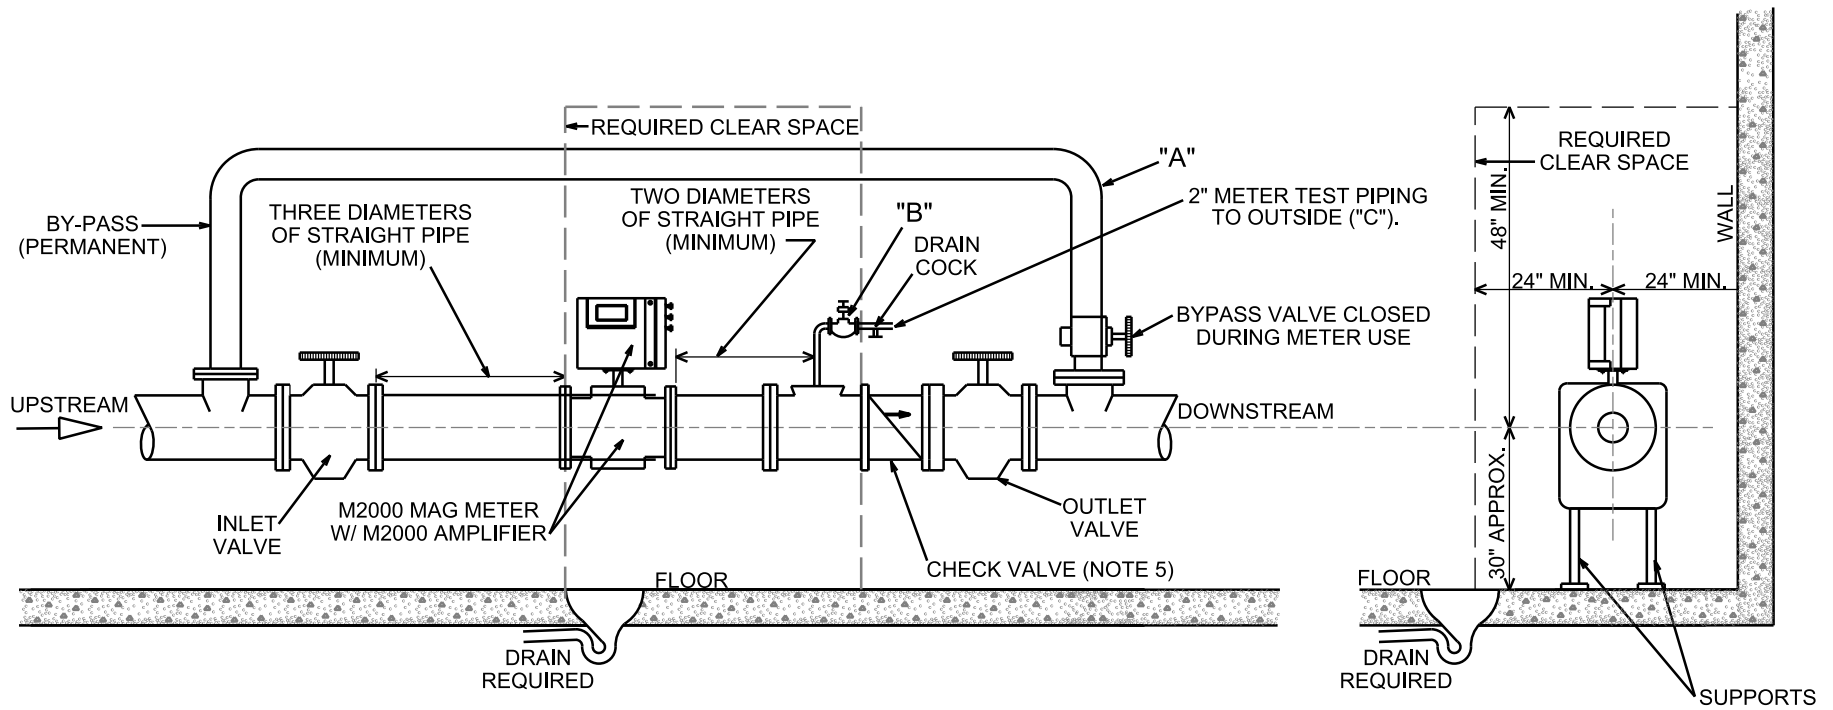 REQUIRED CLEAR SPACE
"A"
BY-PASS
(PERMANENT)
THREE DIAMETERS
OF STRAIGHT PIPE
(MINIMUM)
TWO DIAMETERS
OF STRAIGHT PIPE
(MINIMUM)
"B"
DRAIN
COCK
2" METER TEST PIPING
TO OUTSIDE ("C").
BYPASS VALVE CLOSED
DURING METER USE
UPSTREAM
DOWNSTREAM
INLET
VALVE
M2000 MAG METER
W/ M2000 AMPLIFIER
OUTLET
VALVE
CHECK VALVE (NOTE 5)
FLOOR
DRAIN
REQUIRED
REQUIRED
CLEAR SPACE
48" MIN.
WALL
24" MIN.
24" MIN.
30" APPROX.
FLOOR
DRAIN
REQUIRED
SUPPORTS